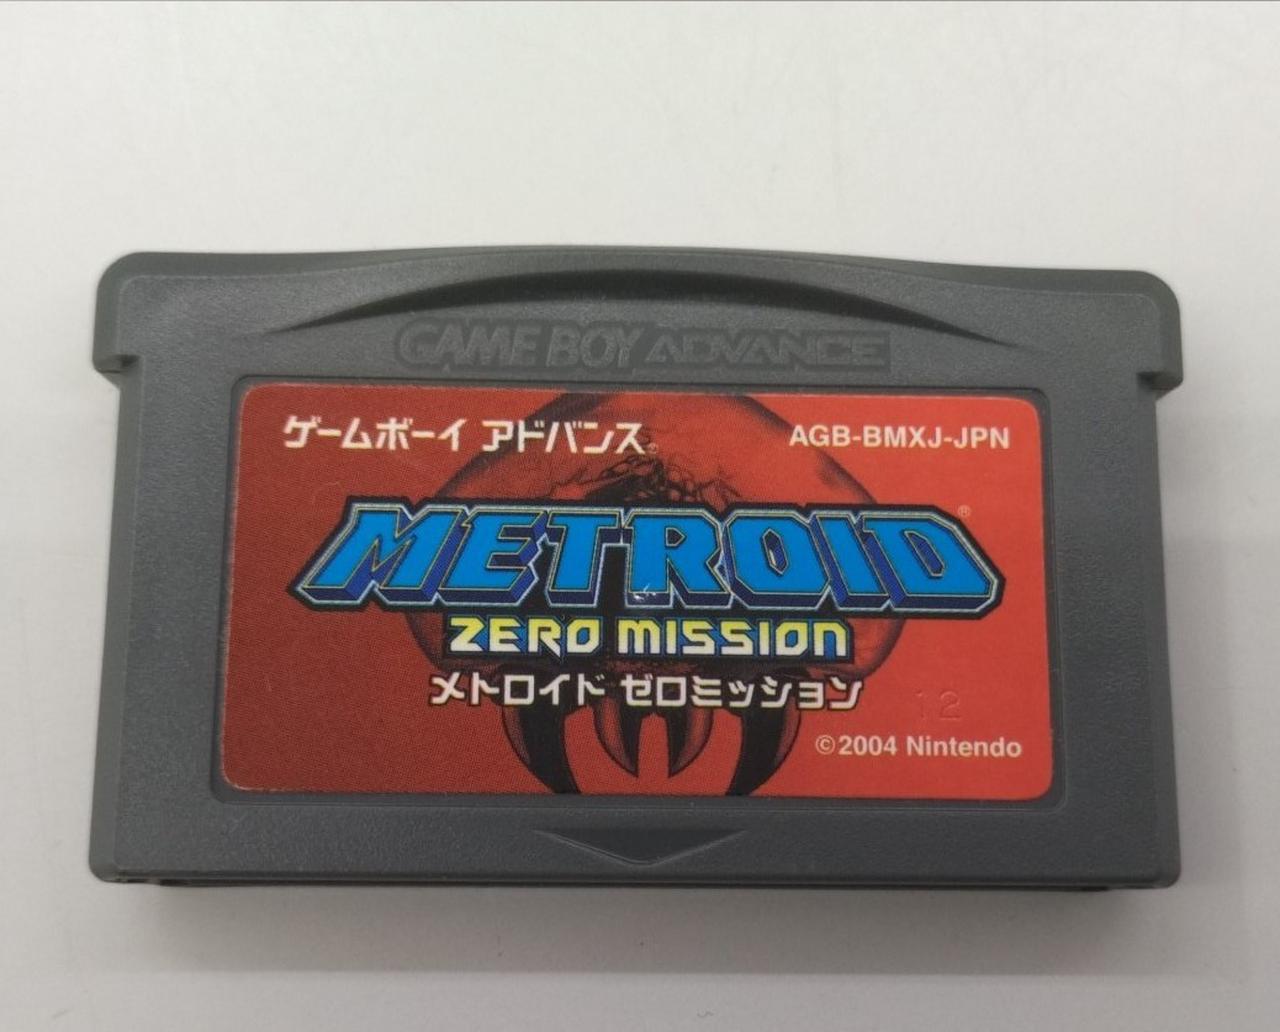 GAME BOY ADVANCE
ゲームボーイ アドバンス®
AGB-BMXJ-JPN
METROID®
ZERO MISSION
メトロイド ゼロミッション
12
©2004 Nintendo